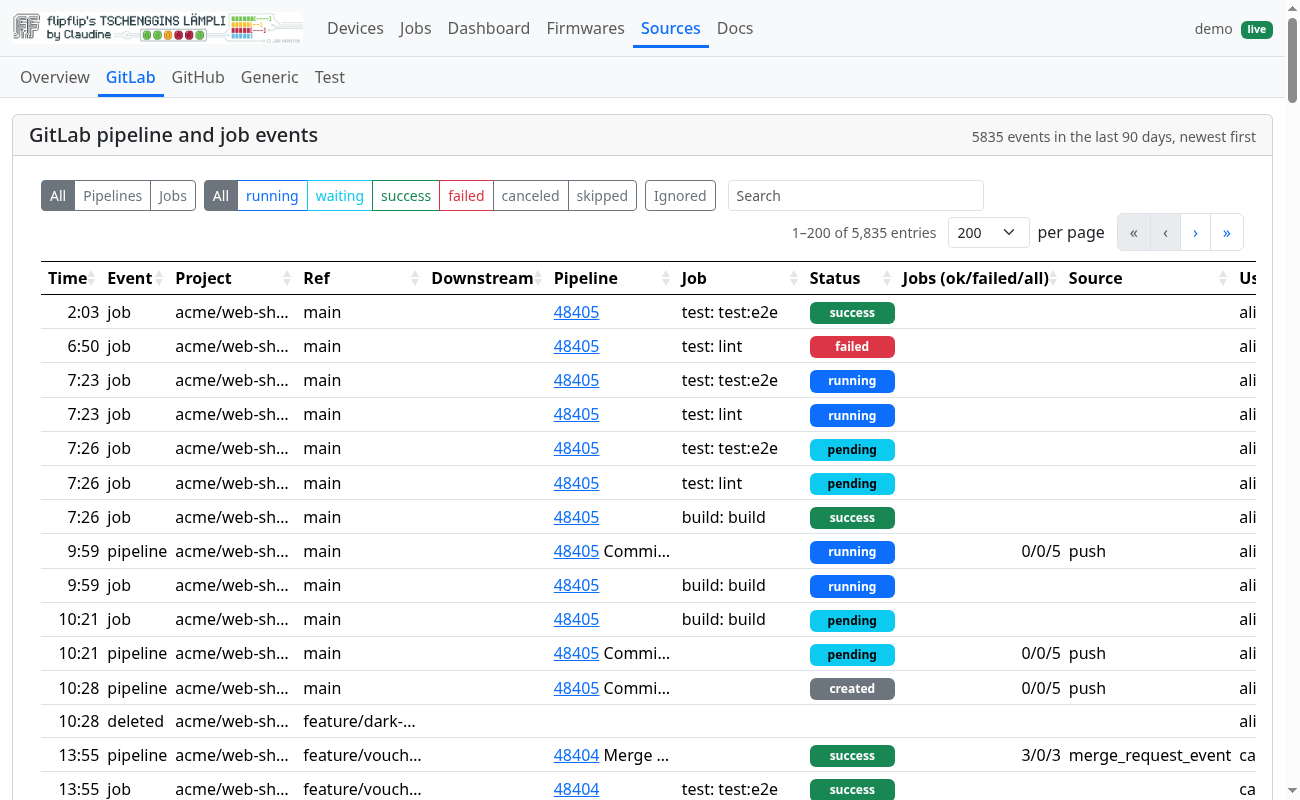 flipflip's TSCHENGGINS LÄMPLI
by Claudine
Devices Jobs Dashboard Firmwares Sources Docs
demo live
Overview GitLab GitHub Generic Test
GitLab pipeline and job events
5835 events in the last 90 days, newest first
All Pipelines Jobs All running waiting success failed canceled skipped Ignored Search
1–200 of 5,835 entries 200 per page « ‹ › »
Time Event Project Ref Downstream Pipeline Job Status Jobs (ok/failed/all) Source Us
2:03 job acme/web-sh... main 48405 test: test:e2e success ali
6:50 job acme/web-sh... main 48405 test: lint failed ali
7:23 job acme/web-sh... main 48405 test: test:e2e running ali
7:23 job acme/web-sh... main 48405 test: lint running ali
7:26 job acme/web-sh... main 48405 test: test:e2e pending ali
7:26 job acme/web-sh... main 48405 test: lint pending ali
7:26 job acme/web-sh... main 48405 build: build success ali
9:59 pipeline acme/web-sh... main 48405 Commi... running 0/0/5 push ali
9:59 job acme/web-sh... main 48405 build: build running ali
10:21 job acme/web-sh... main 48405 build: build pending ali
10:21 pipeline acme/web-sh... main 48405 Commi... pending 0/0/5 push ali
10:28 pipeline acme/web-sh... main 48405 Commi... created 0/0/5 push ali
10:28 deleted acme/web-sh... feature/dark-... ali
13:55 pipeline acme/web-sh... feature/vouch... 48404 Merge ... success 3/0/3 merge_request_event ca
13:55 job acme/web-sh... feature/vouch... 48404 test: test:e2e success ca